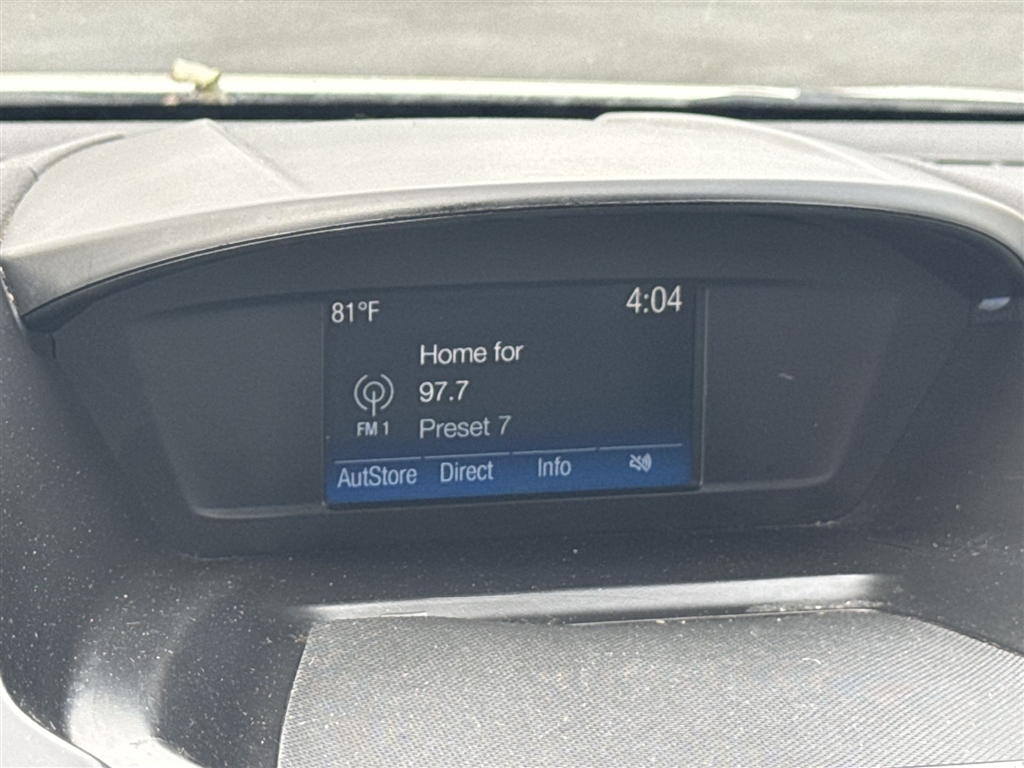 81°F 4:04
Home for
97.7
FM 1 Preset 7
AutStore Direct Info